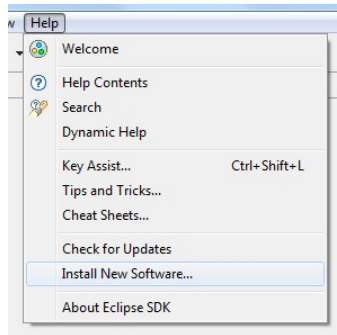 w Help
Welcome
Help Contents
Search
Dynamic Help
Key Assist... Ctrl+Shift+L
Tips and Tricks...
Cheat Sheets...
Check for Updates
Install New Software...
About Eclipse SDK